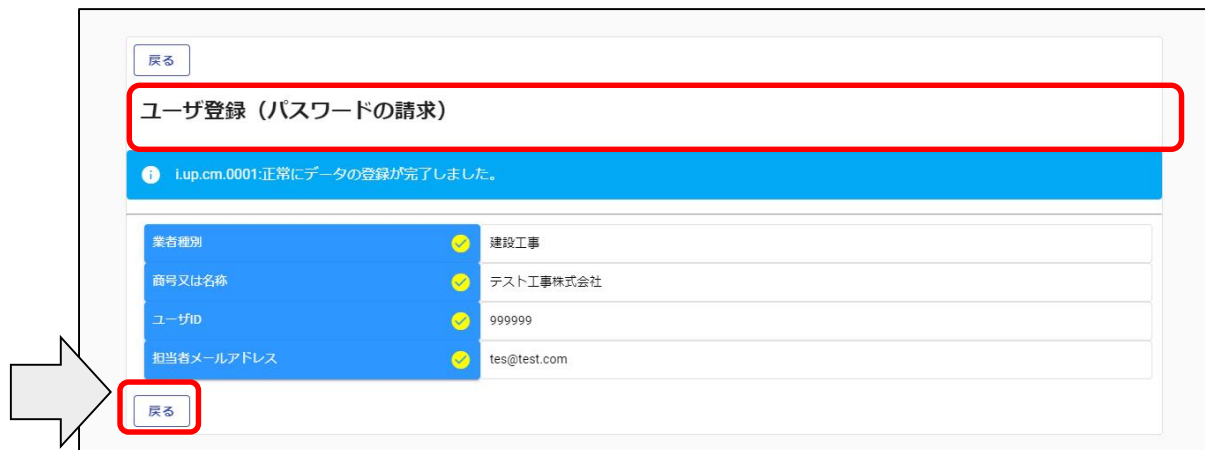 戻る
ユーザ登録（パスワードの請求）
i.up.cm.0001:正常にデータの登録が完了しました。
業者種別 建設工事
商号又は名称 テスト工事株式会社
ユーザID 999999
担当者メールアドレス tes@test.com
戻る